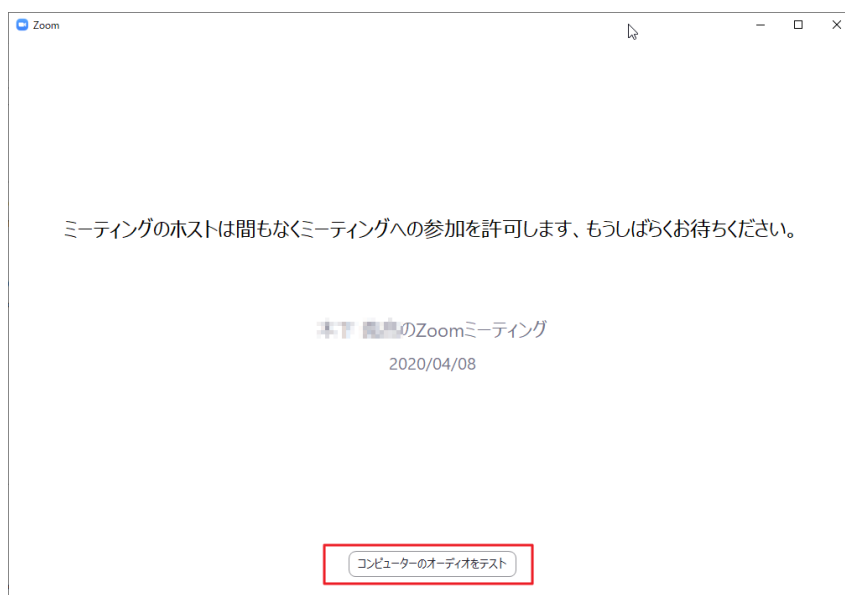 Zoom
ミーティングのホストは間もなくミーティングへの参加を許可します、もうしばらくお待ちください。
のZoomミーティング
2020/04/08
コンピューターのオーディオをテスト